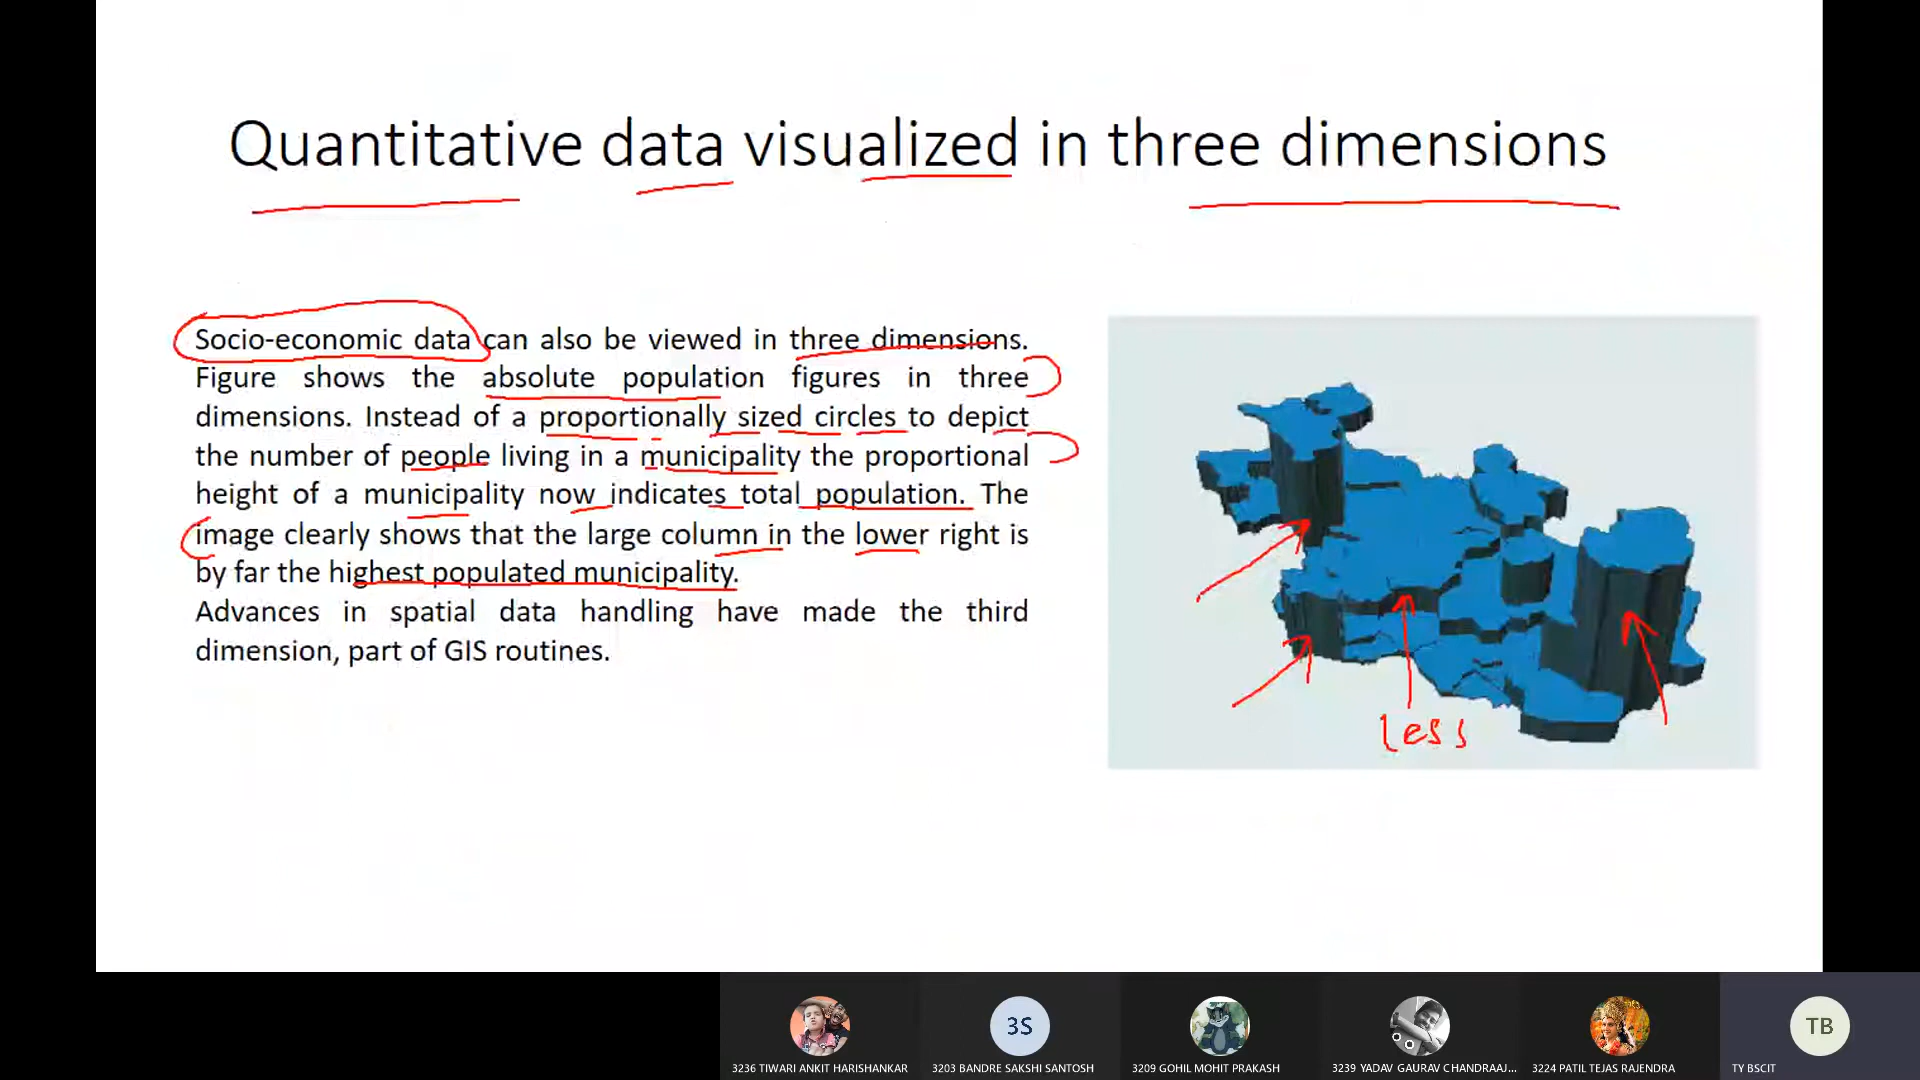 Quantitative data visualized in three dimensions
Socio-economic data can also be viewed in three dimensions.
Figure shows the absolute population figures in three
dimensions. Instead of a proportionally sized circles to depict
the number of people living in a municipality the proportional
height of a municipality now indicates total population. The
image clearly shows that the large column in the lower right is
by far the highest populated municipality.
Advances in spatial data handling have made the third
dimension, part of GIS routines.
less
3S
TB
3236 TIWARI ANKIT HARISHANKAR
3203 BANDRE SAKSHI SANTOSH
3209 GOHIL MOHIT PRAKASH
3239 YADAV GAURAV CHANDRAAJ...
3224 PATIL TEJAS RAJENDRA
TY BSCIT